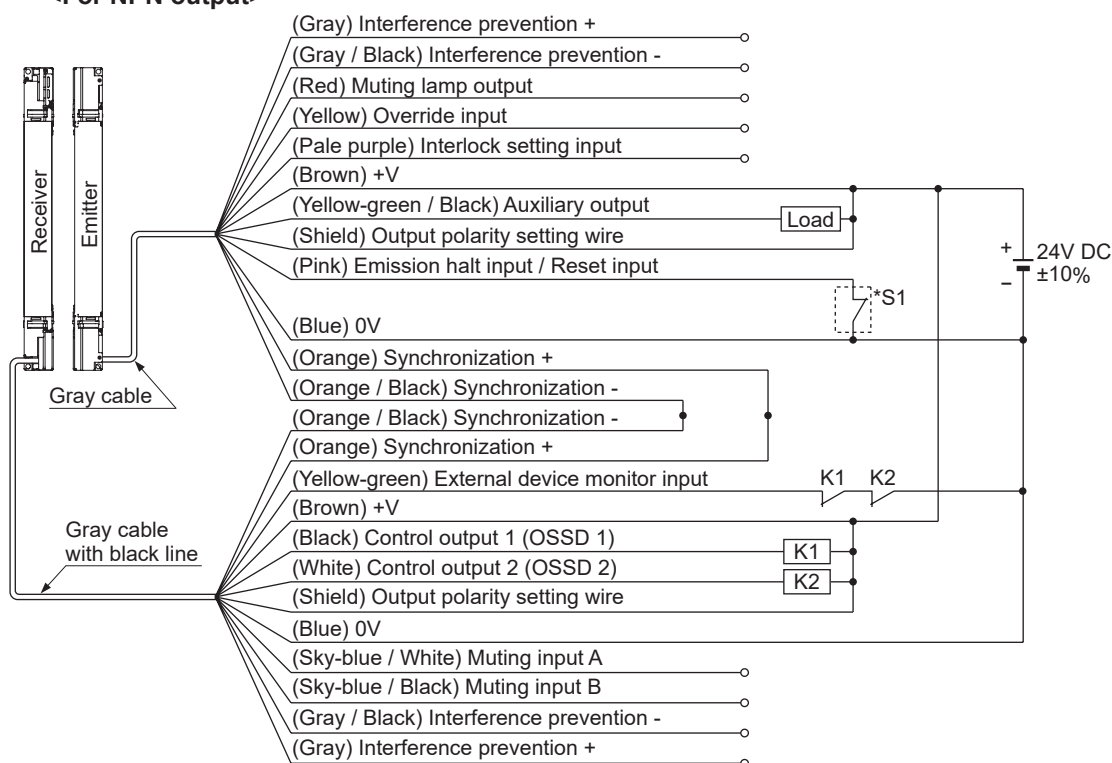 <For NPN output>
(Gray) Interference prevention +
(Gray / Black) Interference prevention -
(Red) Muting lamp output
(Yellow) Override input
(Pale purple) Interlock setting input
(Brown) +V
(Yellow-green / Black) Auxiliary output
Load
(Shield) Output polarity setting wire
(Pink) Emission halt input / Reset input
+
24V DC
±10%
-
*S1
Receiver
Emitter
(Blue) 0V
(Orange) Synchronization +
(Orange / Black) Synchronization -
Gray cable
(Orange / Black) Synchronization -
(Orange) Synchronization +
(Yellow-green) External device monitor input
K1
K2
(Brown) +V
Gray cable
with black line
(Black) Control output 1 (OSSD 1)
K1
(White) Control output 2 (OSSD 2)
K2
(Shield) Output polarity setting wire
(Blue) 0V
(Sky-blue / White) Muting input A
(Sky-blue / Black) Muting input B
(Gray / Black) Interference prevention -
(Gray) Interference prevention +